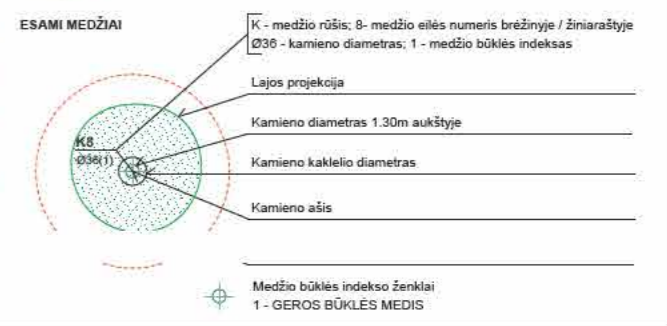 ESAMI MEDŽIAI
K - medžio rūšis; 8- medžio eilės numeris brėžinyje / žiniaraštyje
Ø36 - kamieno diametras; 1 - medžio būklės indeksas
Lajos projekcija
Kamieno diametras 1.30m aukštyje
K8
Ø36(1)
Kamieno kaklelio diametras
Kamieno ašis
Medžio būklės indekso ženklai
1 - GEROS BŪKLĖS MEDIS